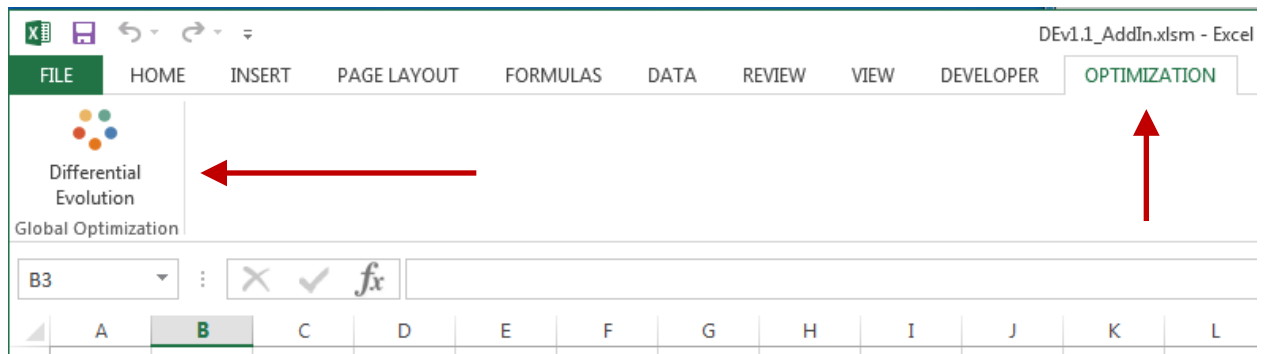 DEv1.1_AddIn.xlsm - Excel
FILE HOME INSERT PAGE LAYOUT FORMULAS DATA REVIEW VIEW DEVELOPER OPTIMIZATION
Differential
Evolution
Global Optimization
B3 fx
A B C D E F G H I J K L